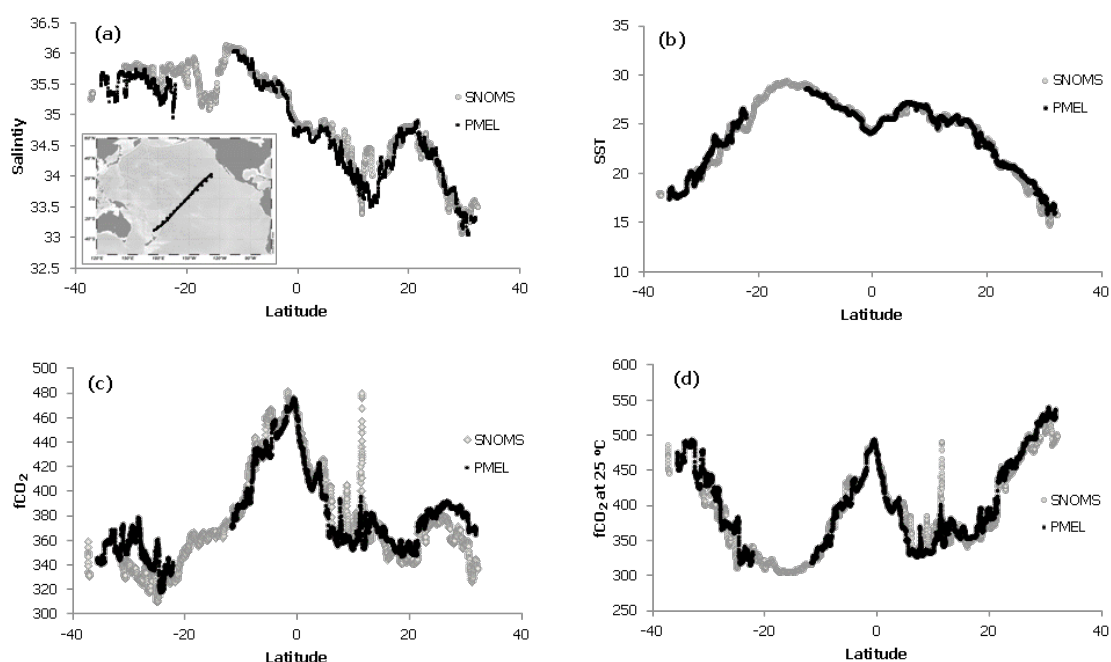 (a)
36.5
36
35.5
35
34.5
34
33.5
33
32.5
Salinity
-40 -20 0 20 40
Latitude
SNOMS
PMEL
(b)
35
30
25
20
15
10
SST
-40 -20 0 20 40
Latitude
SNOMS
PMEL
(c)
500
480
460
440
420
400
380
360
340
320
300
fCO₂
-40 -20 0 20 40
Latitude
SNOMS
PMEL
(d)
600
550
500
450
400
350
300
250
fCO₂ at 25 ºC
-40 -20 0 20 40
Latitude
SNOMS
PMEL